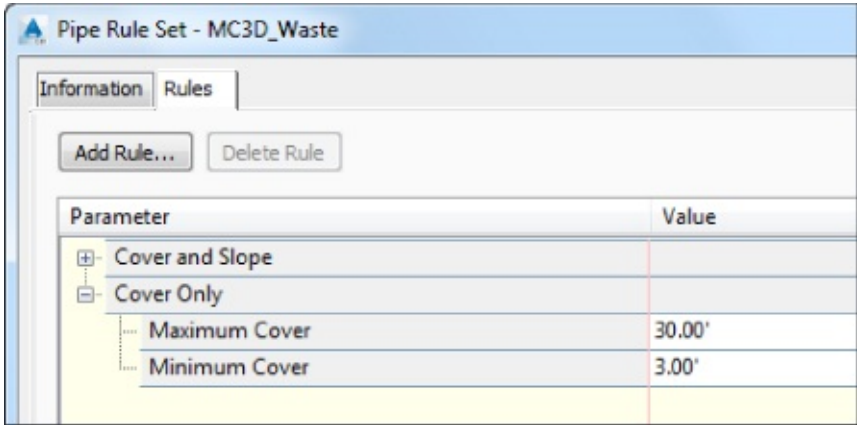 Pipe Rule Set - MC3D_Waste
Information Rules
Add Rule... Delete Rule
Parameter Value
Cover and Slope
Cover Only
Maximum Cover 30.00'
Minimum Cover 3.00'